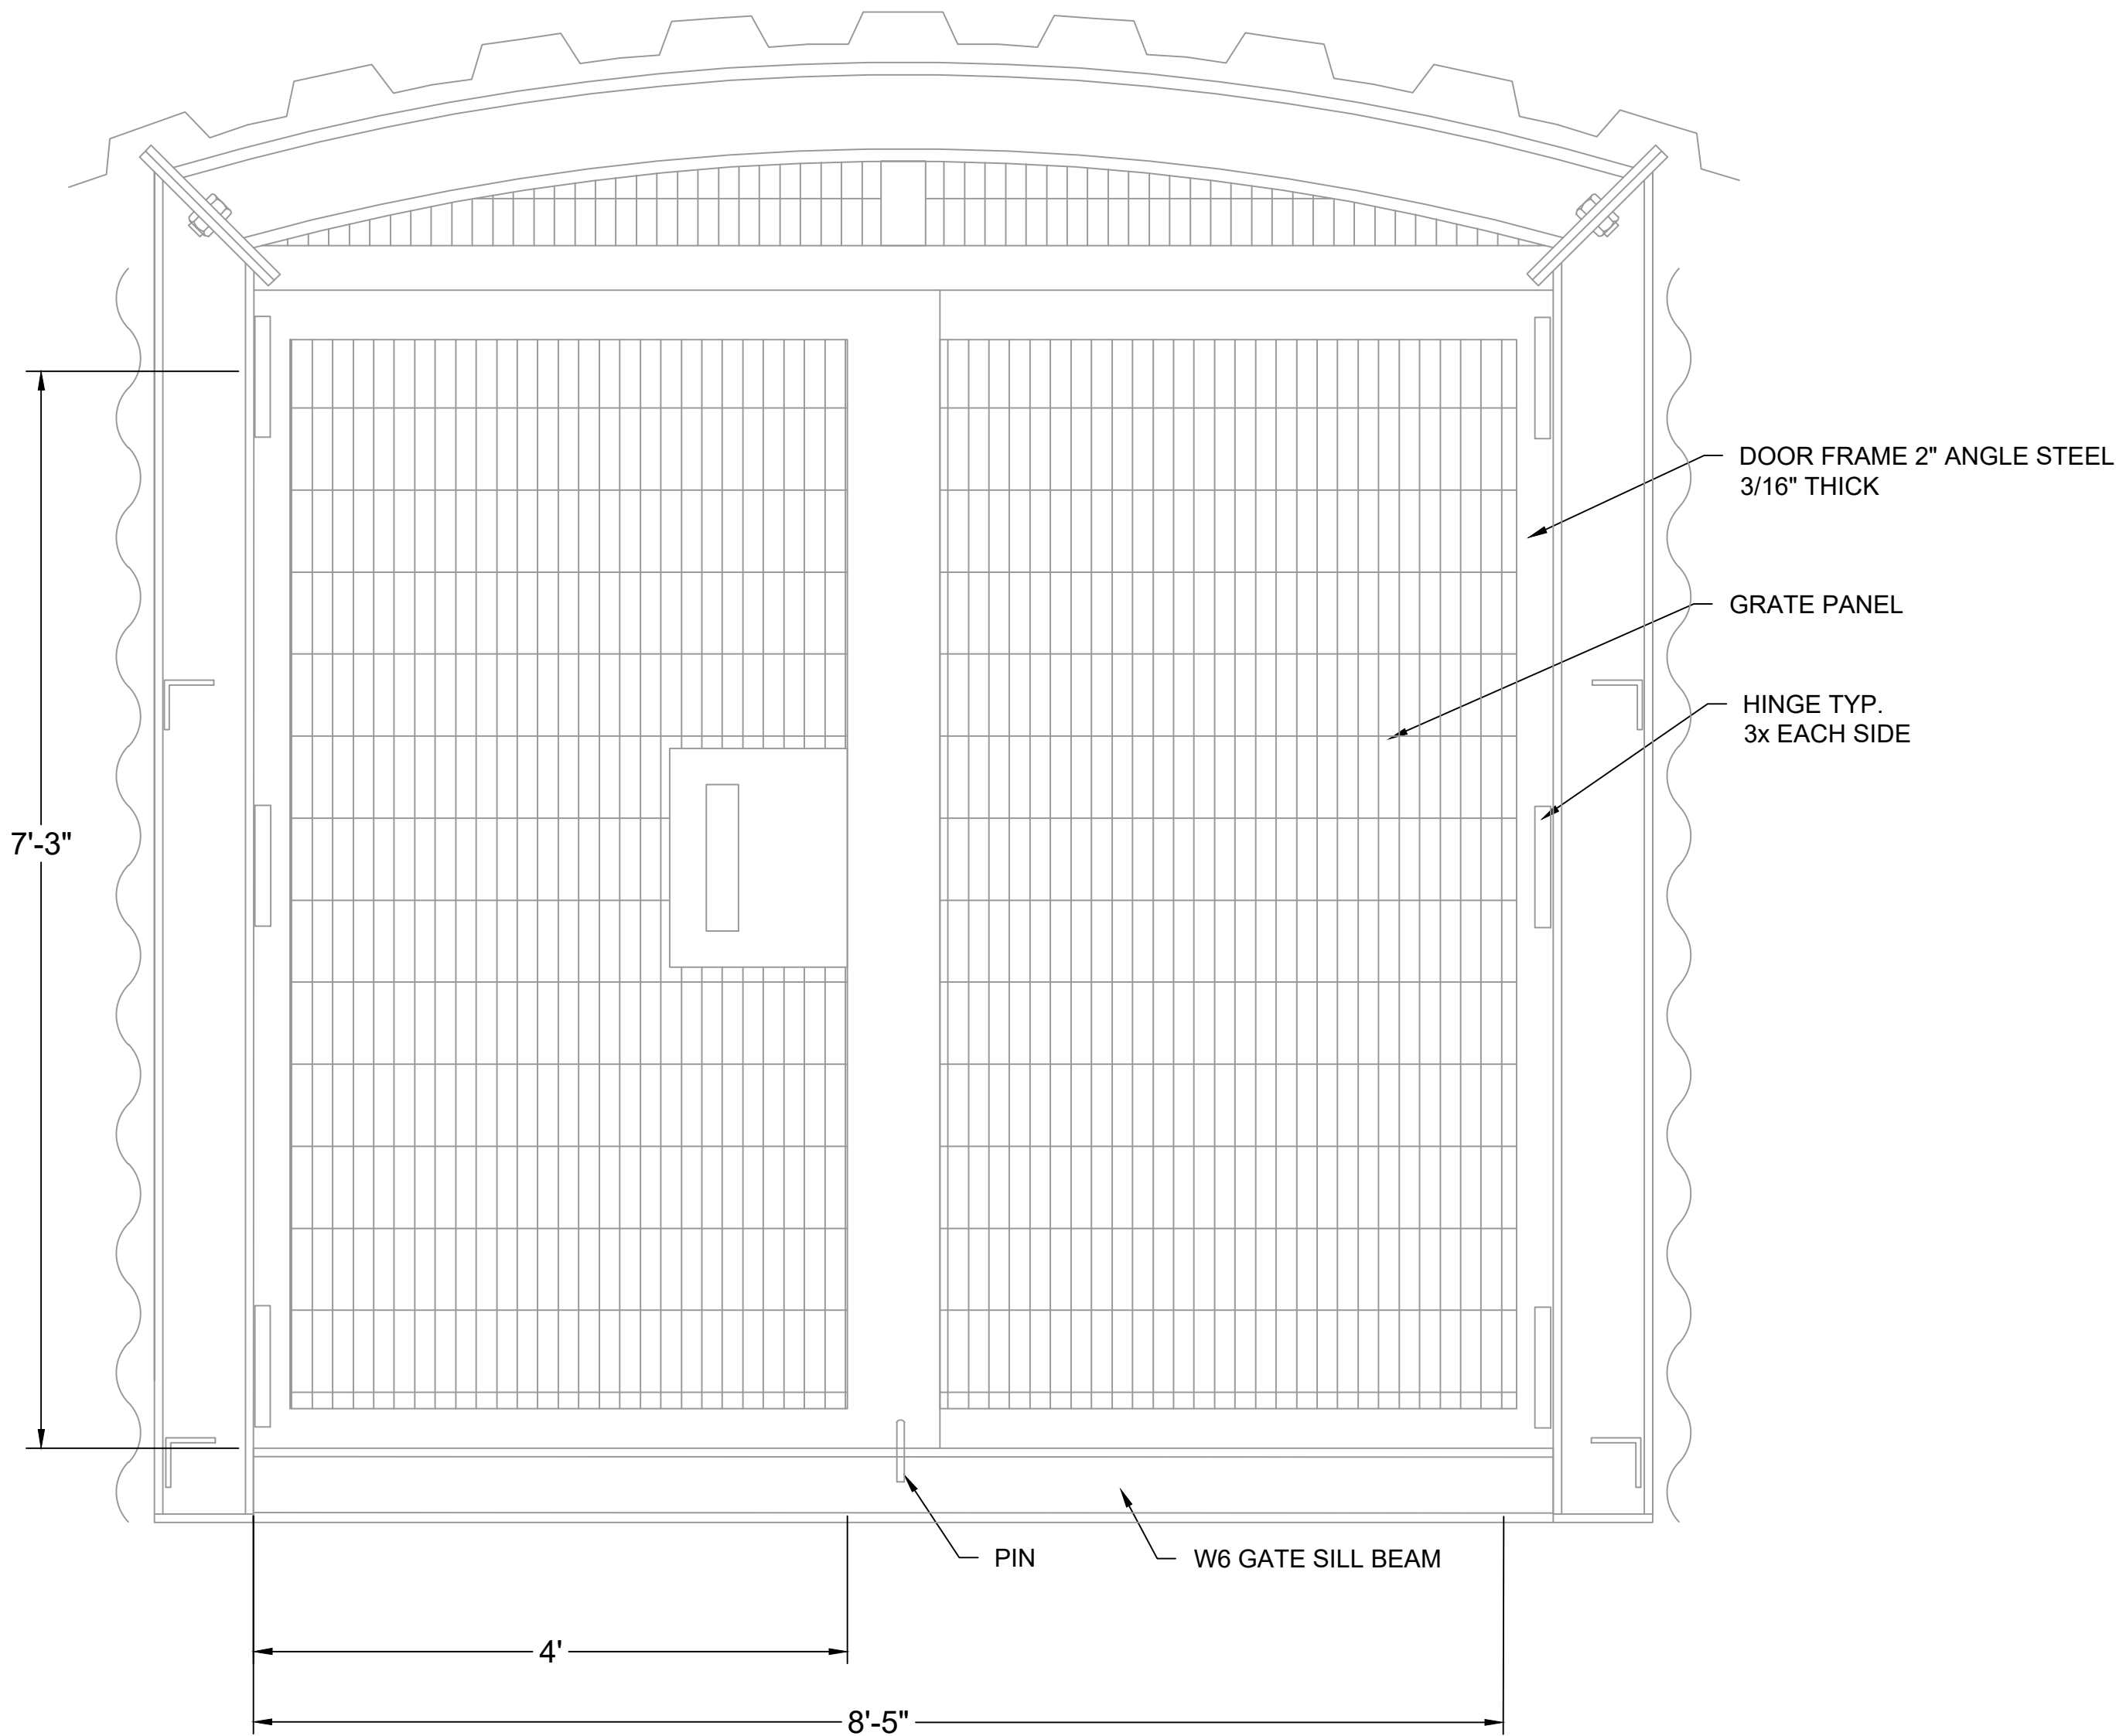 DOOR FRAME 2" ANGLE STEEL
3/16" THICK
GRATE PANEL
HINGE TYP.
3x EACH SIDE
7'-3"
PIN
W6 GATE SILL BEAM
4'
8'-5"